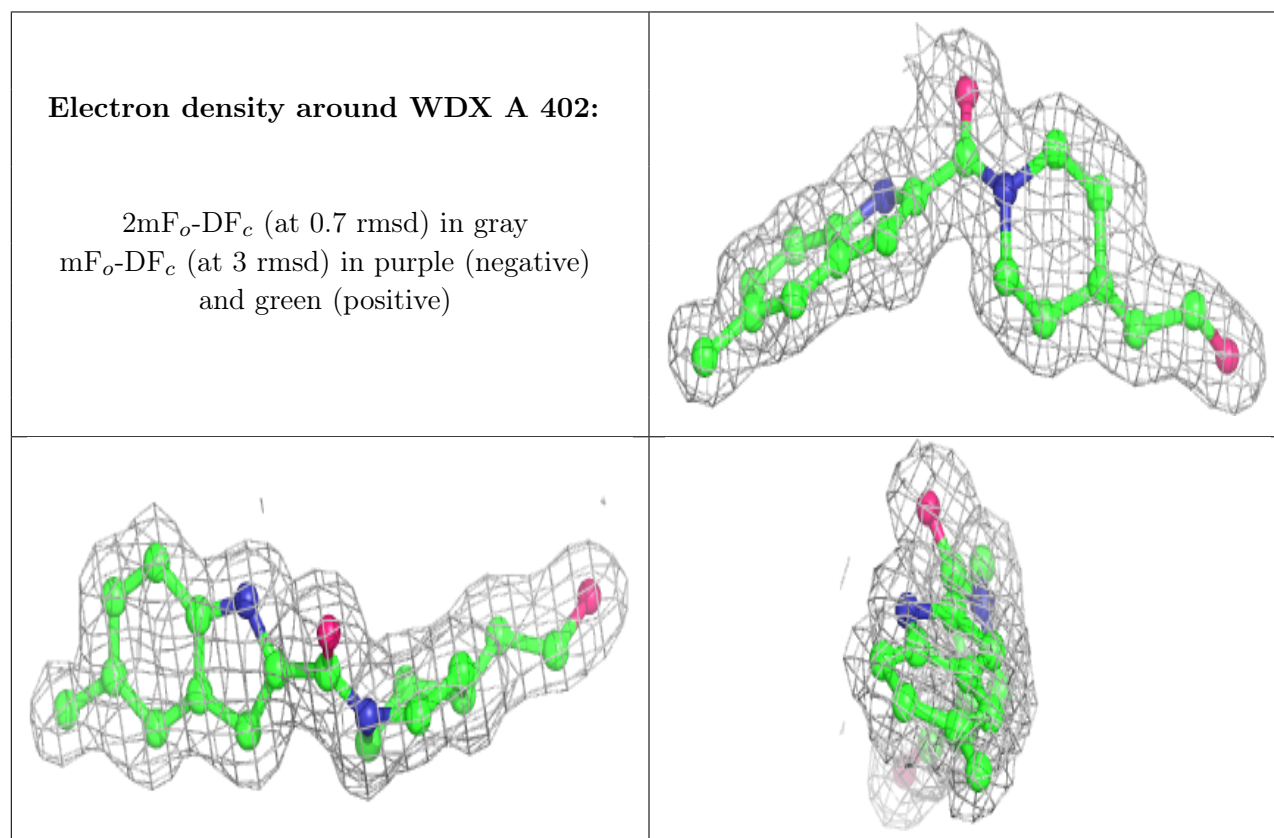 Electron density around WDX A 402:
2mFo-DFc (at 0.7 rmsd) in gray
mFo-DFc (at 3 rmsd) in purple (negative)
and green (positive)